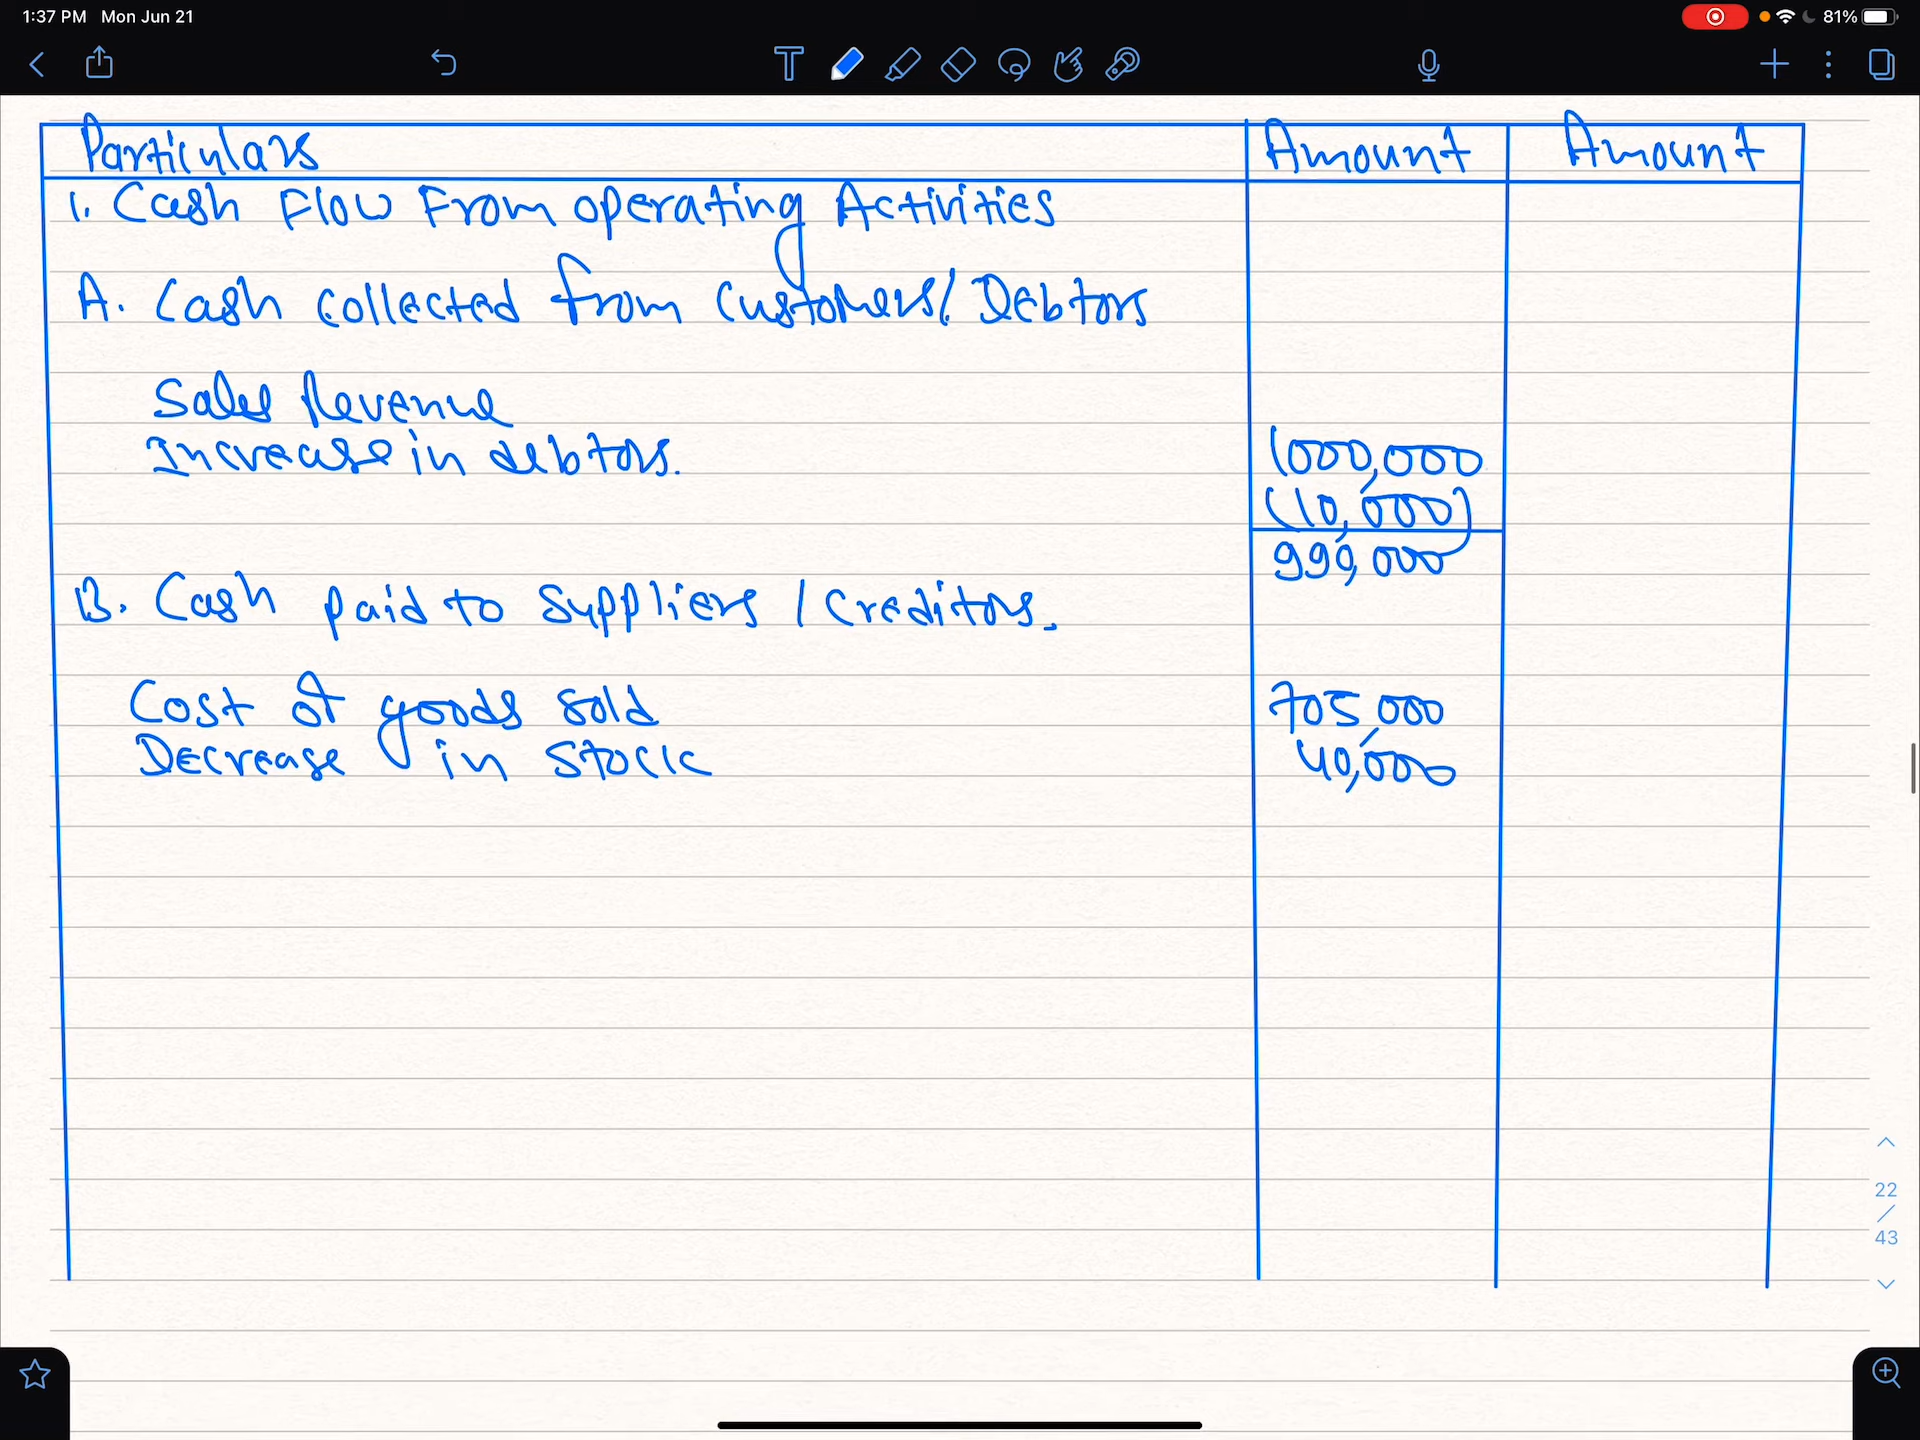 1:37 PM Mon Jun 21
81%
Particulars Amount Amount
1. Cash Flow From operating Activities
A. Cash collected from customers/ Debtors
Sales Revenue
Increase in debtors. 1000,000
(10,000)
990,000
B. Cash paid to suppliers / creditors.
Cost of goods sold 705,000
Decrease in stock 40,000
22
/
43